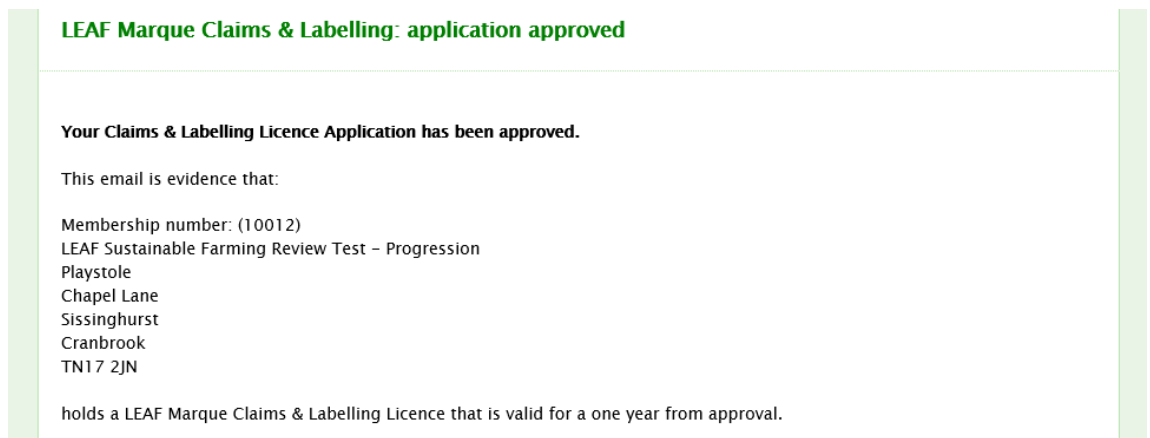 LEAF Marque Claims & Labelling: application approved
Your Claims & Labelling Licence Application has been approved.
This email is evidence that:
Membership number: (10012)
LEAF Sustainable Farming Review Test – Progression
Playstole
Chapel Lane
Sissinghurst
Cranbrook
TN17 2JN
holds a LEAF Marque Claims & Labelling Licence that is valid for a one year from approval.